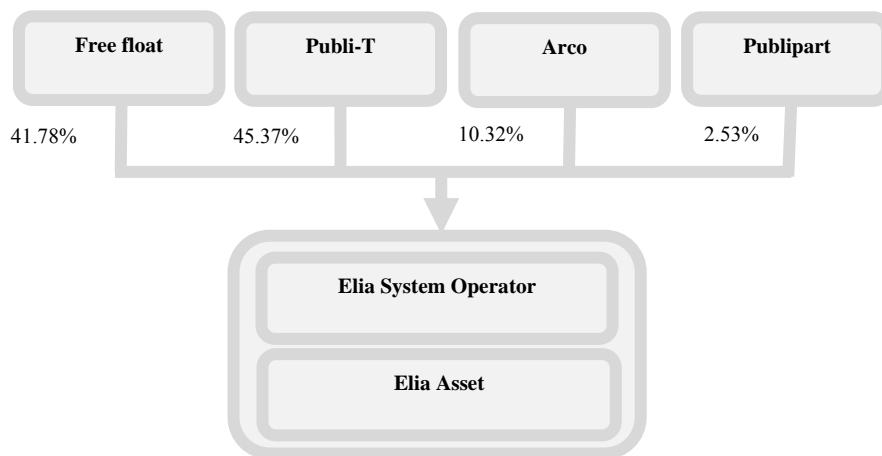 Free float
Publi-T
Arco
Publipart
41.78%
45.37%
10.32%
2.53%
Elia System Operator
Elia Asset